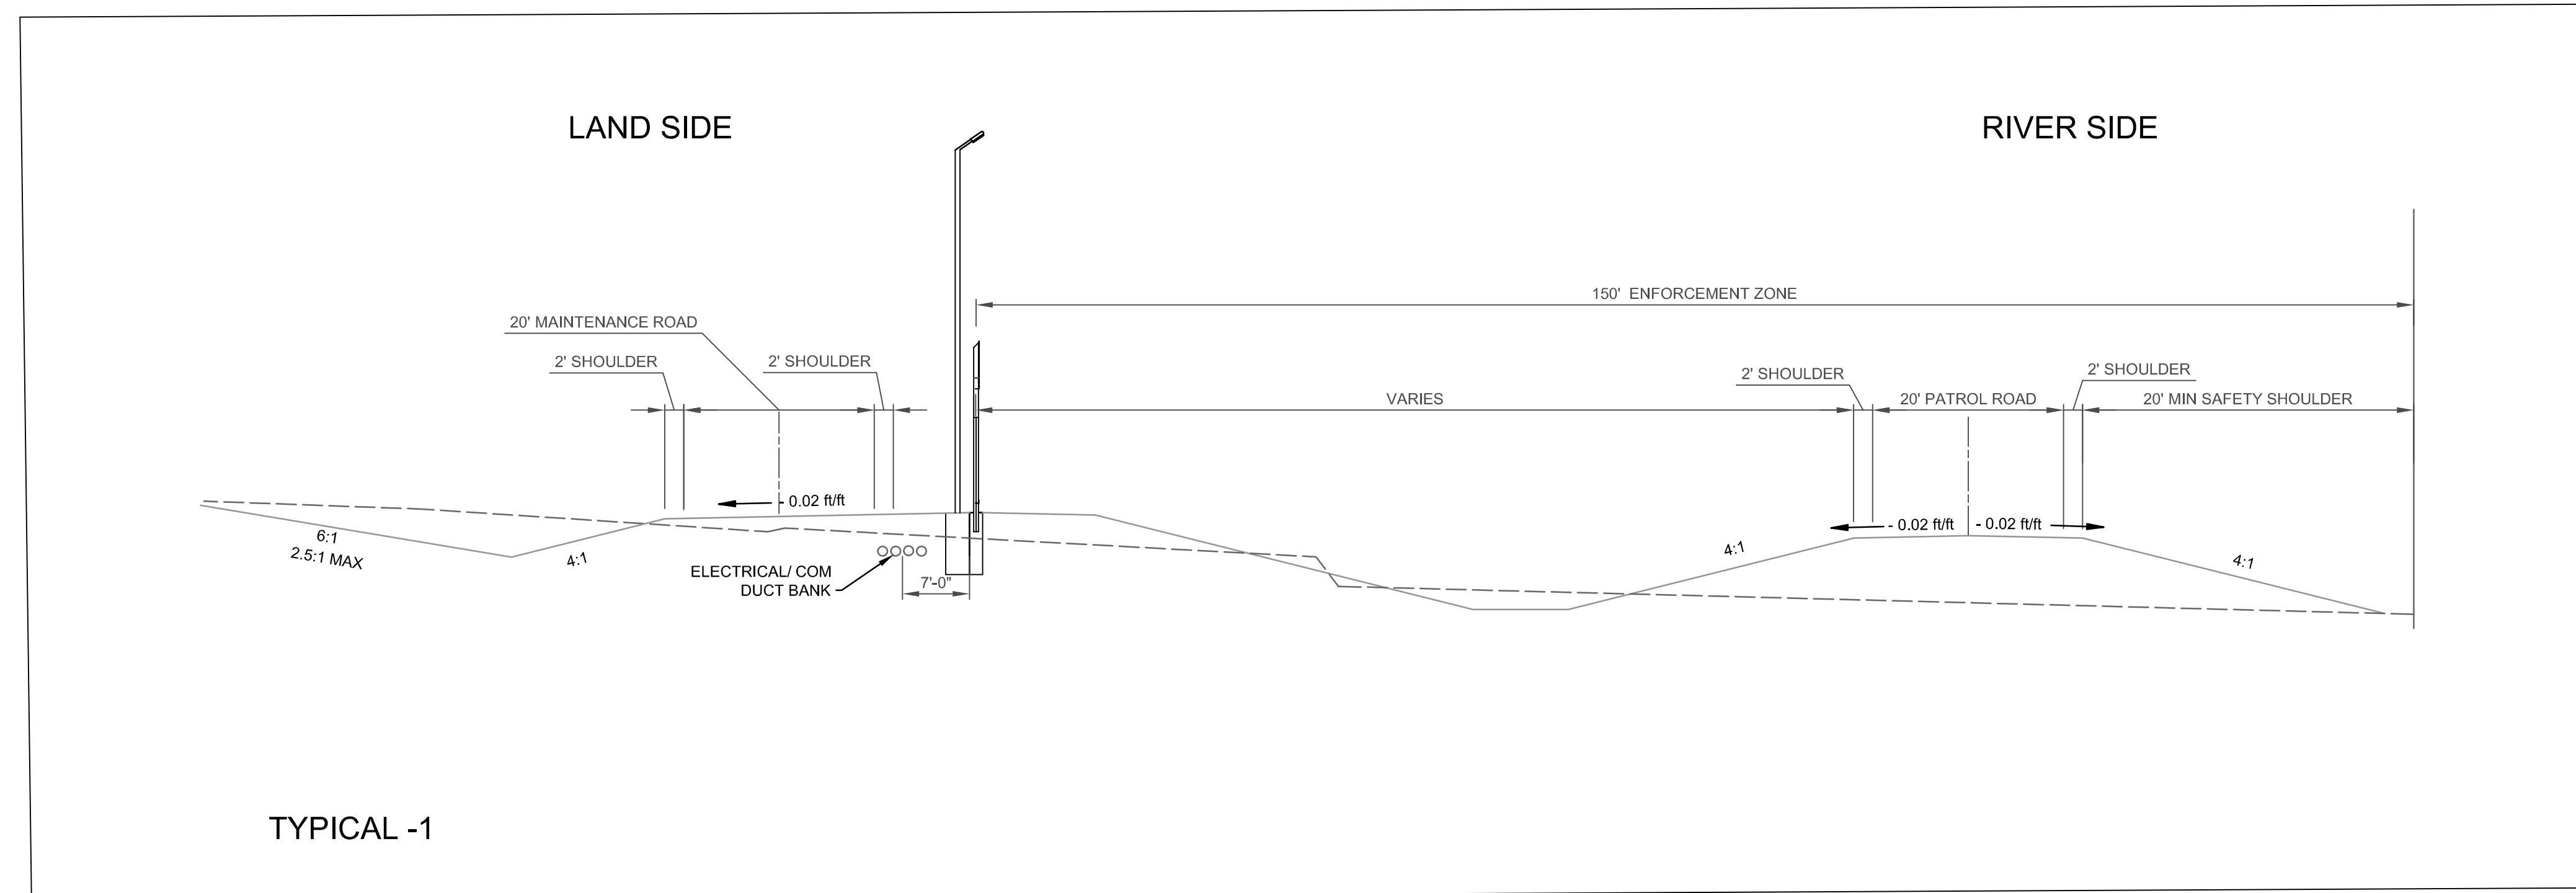 LAND SIDE
RIVER SIDE
150' ENFORCEMENT ZONE
20' MAINTENANCE ROAD
2' SHOULDER
2' SHOULDER
2' SHOULDER
2' SHOULDER
VARIES
20' PATROL ROAD
20' MIN SAFETY SHOULDER
- 0.02 ft/ft
- 0.02 ft/ft
- 0.02 ft/ft
6:1
2.5:1 MAX
4:1
4:1
4:1
ELECTRICAL/ COM
DUCT BANK
7'-0"
TYPICAL -1